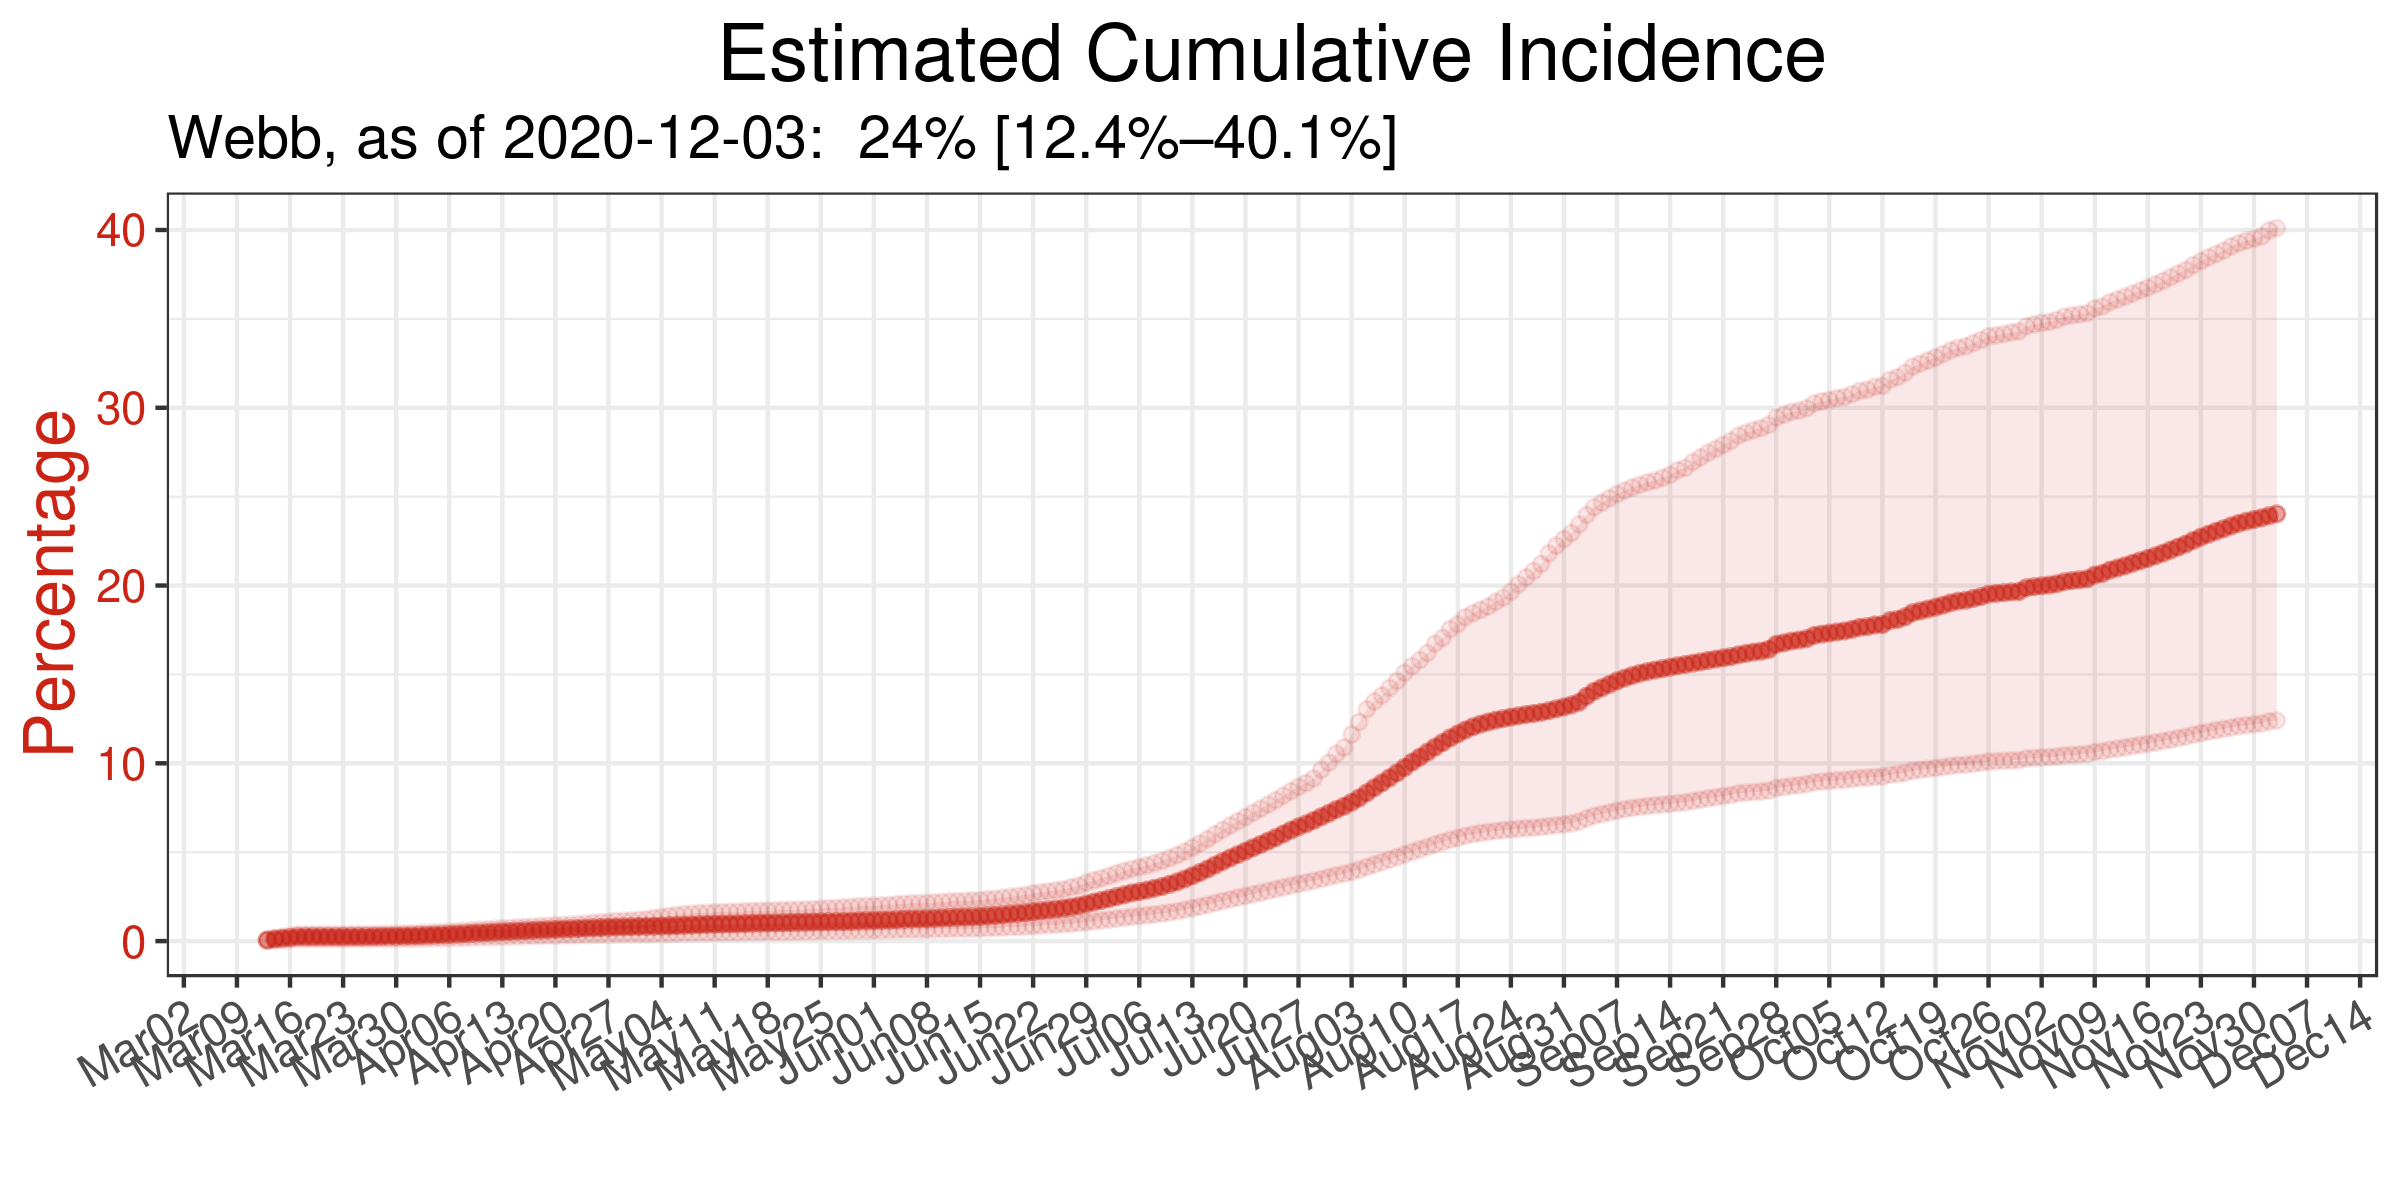 Estimated Cumulative Incidence
Webb, as of 2020-12-03:  24% [12.4%–40.1%]
Percentage
40
30
20
10
0
Mar02
Mar09
Mar16
Mar23
Mar30
Apr06
Apr13
Apr20
Apr27
May04
May11
May18
May25
Jun01
Jun08
Jun15
Jun22
Jun29
Jul06
Jul13
Jul20
Jul27
Aug03
Aug10
Aug17
Aug24
Aug31
Sep07
Sep14
Sep21
Sep28
Oct05
Oct12
Oct19
Oct26
Nov02
Nov09
Nov16
Nov23
Nov30
Dec07
Dec14